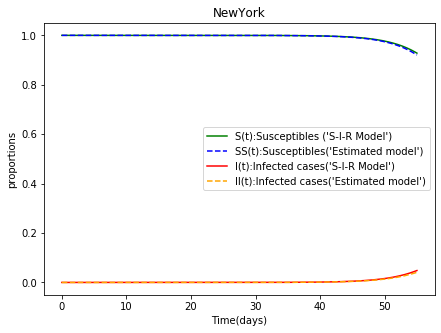 NewYork
1.0
0.8
0.6
0.4
0.2
0.0
proportions
S(t):Susceptibles ('S-I-R Model')
SS(t):Susceptibles('Estimated model')
I(t):Infected cases('S-I-R Model')
II(t):Infected cases('Estimated model')
0 10 20 30 40 50
Time(days)